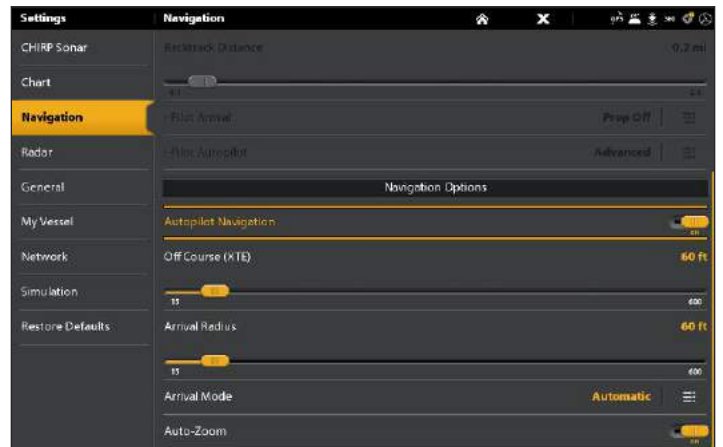 Settings
Navigation
CHIRP Sonar
Backtrack Distance
0.2 mi
Chart
Navigation
i-Pilot Arrival
Prop Off
Radar
i-Pilot Autopilot
Advanced
General
Navigation Options
My Vessel
Autopilot Navigation
on
Network
Off Course (XTE)
60 ft
Simulation
15
600
Restore Defaults
Arrival Radius
60 ft
15
600
Arrival Mode
Automatic
Auto-Zoom
on